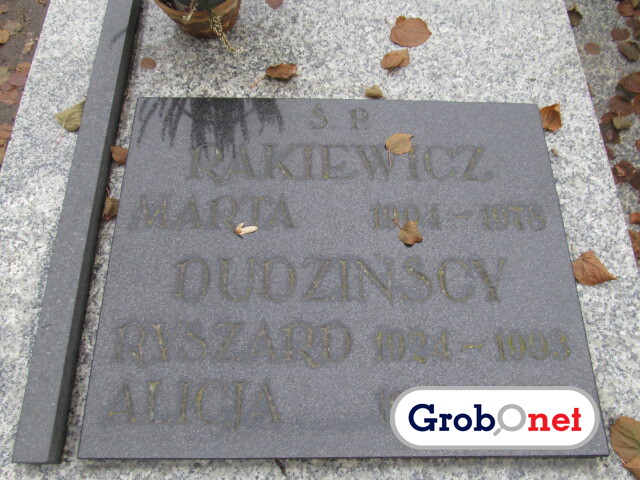 Ś. P.
RAKIEWICZ
MARTA
DUDZIŃSCY
RYSZARD 1924 – 1993
ALICJA
Grobonet